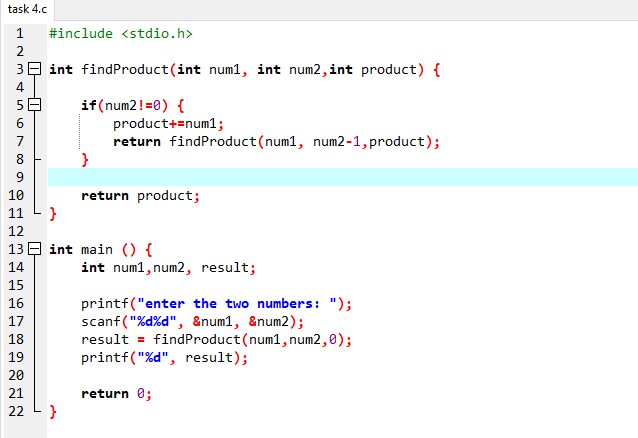 task 4.c
1 #include <stdio.h>
2
3 int findProduct(int num1, int num2,int product) {
4
5     if(num2!=0) {
6         product+=num1;
7         return findProduct(num1, num2-1,product);
8     }
9
10     return product;
11 }
12
13 int main () {
14     int num1,num2, result;
15
16     printf("enter the two numbers: ");
17     scanf("%d%d", &num1, &num2);
18     result = findProduct(num1,num2,0);
19     printf("%d", result);
20
21     return 0;
22 }